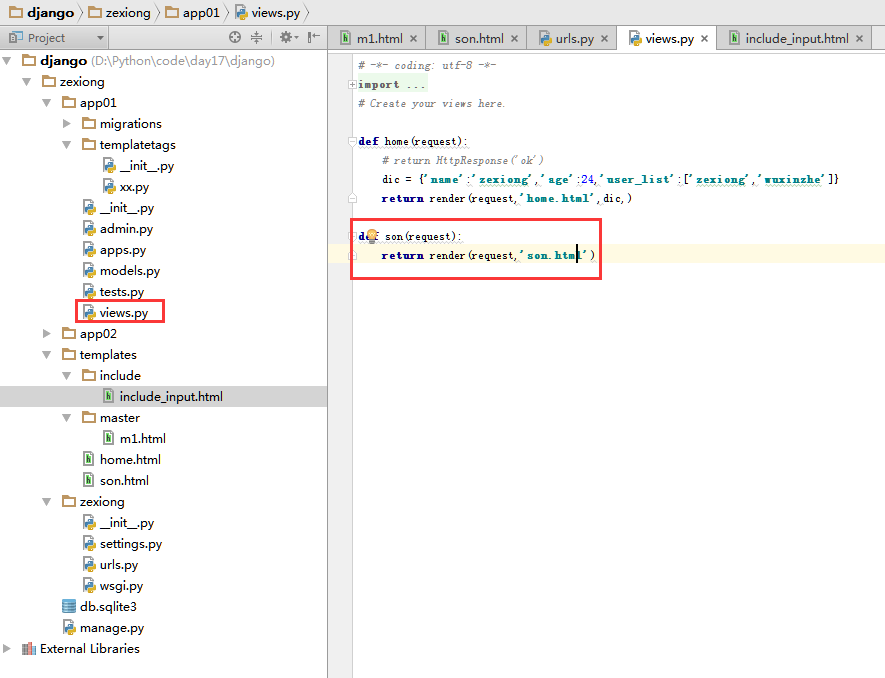 django zexiong app01 views.py
Project
m1.html son.html urls.py views.py include_input.html
django (D:\Python\code\day17\django)
zexiong
app01
migrations
templatetags
__init__.py
xx.py
__init__.py
admin.py
apps.py
models.py
tests.py
views.py
app02
templates
include
include_input.html
master
m1.html
home.html
son.html
zexiong
__init__.py
settings.py
urls.py
wsgi.py
db.sqlite3
manage.py
External Libraries
# -*- coding: utf-8 -*-
import ...
# Create your views here.
def home(request):
# return HttpResponse('ok')
dic = {'name':'zexiong','age':24,'user_list':['zexiong','wuxinzhe']}
return render(request,'home.html',dic,)
def son(request):
return render(request,'son.html')